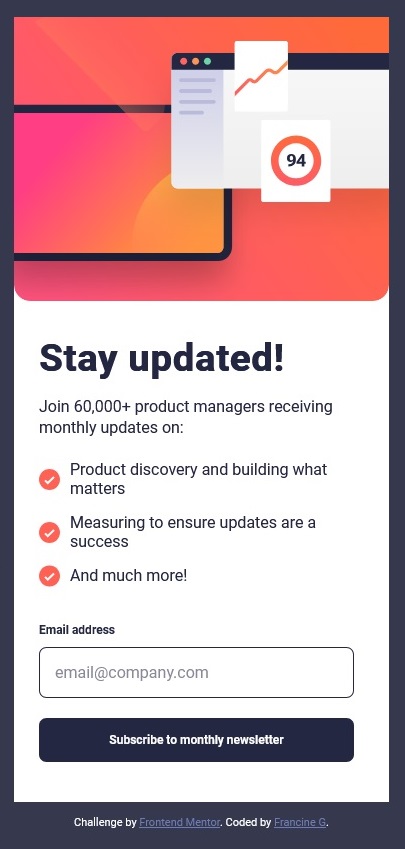 94
Stay updated!
Join 60,000+ product managers receiving
monthly updates on:
Product discovery and building what
matters
Measuring to ensure updates are a
success
And much more!
Email address
email@company.com
Subscribe to monthly newsletter
Challenge by Frontend Mentor. Coded by Francine G.